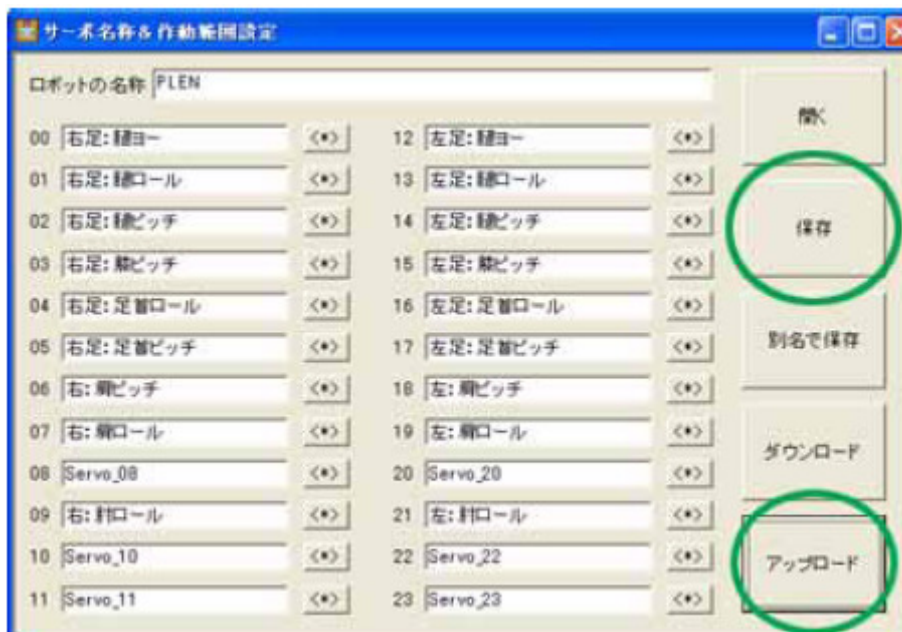 サーボ名称＆作動範囲設定
ロボットの名称 PLEN
00 右足:腿ヨー <*> 12 左足:腿ヨー <*>
01 右足:腿ロール <*> 13 左足:腿ロール <*>
02 右足:腿ピッチ <*> 14 左足:腿ピッチ <*>
03 右足:膝ピッチ <*> 15 左足:膝ピッチ <*>
04 右足:足首ロール <*> 16 左足:足首ロール <*>
05 右足:足首ピッチ <*> 17 左足:足首ピッチ <*>
06 右:肩ピッチ <*> 18 左:肩ピッチ <*>
07 右:肩ロール <*> 19 左:肩ロール <*>
08 Servo_08 <*> 20 Servo_20 <*>
09 右:肘ロール <*> 21 左:肘ロール <*>
10 Servo_10 <*> 22 Servo_22 <*>
11 Servo_11 <*> 23 Servo_23 <*>
開く
保存
別名で保存
ダウンロード
アップロード